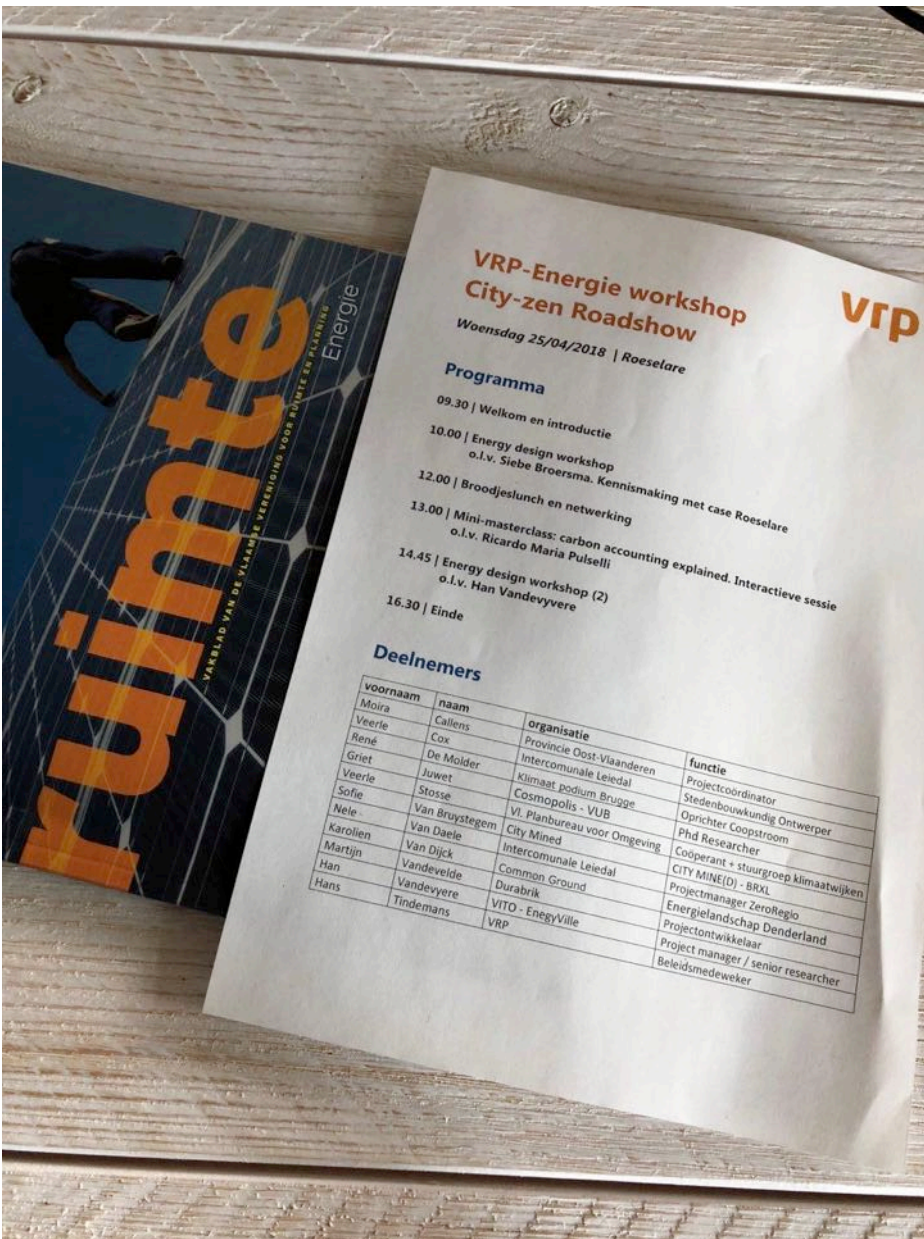 ruimte
VAKBLAD VAN DE VLAAMSE VERENIGING VOOR RUIMTE EN PLANNING
Energie
vrp
VRP-Energie workshop
City-zen Roadshow
Woensdag 25/04/2018 | Roeselare
Programma
09.30 | Welkom en introductie
10.00 | Energy design workshop
o.l.v. Siebe Broersma. Kennismaking met case Roeselare
12.00 | Broodjeslunch en netwerking
13.00 | Mini-masterclass: carbon accounting explained. Interactieve sessie
o.l.v. Ricardo Maria Pulselli
14.45 | Energy design workshop (2)
o.l.v. Han Vandevyvere
16.30 | Einde
Deelnemers
voornaam naam organisatie functie
Moira Callens Provincie Oost-Vlaanderen Projectcoördinator
Veerle Cox Intercomunale Leiedal Stedenbouwkundig Ontwerper
René De Molder Klimaat podium Brugge Oprichter Coopstroom
Griet Juwet Cosmopolis - VUB Phd Researcher
Veerle Stosse Vl. Planbureau voor Omgeving Coöperant + stuurgroep klimaatwijken
Sofie Van Bruystegem City Mined CITY MINE(D) - BRXL
Nele Van Daele Intercomunale Leiedal Projectmanager ZeroRegio
Karolien Van Dijck Common Ground Energielandschap Denderland
Martijn Vandevelde Durabrik Projectontwikkelaar
Han Vandevyere VITO - EnegyVille Project manager / senior researcher
Hans Tindemans VRP Beleidsmedeweker